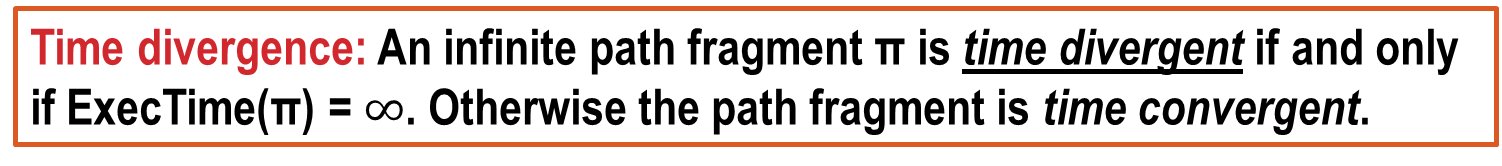 Time divergence: An infinite path fragment π is time divergent if and only
if ExecTime(π) = ∞. Otherwise the path fragment is time convergent.